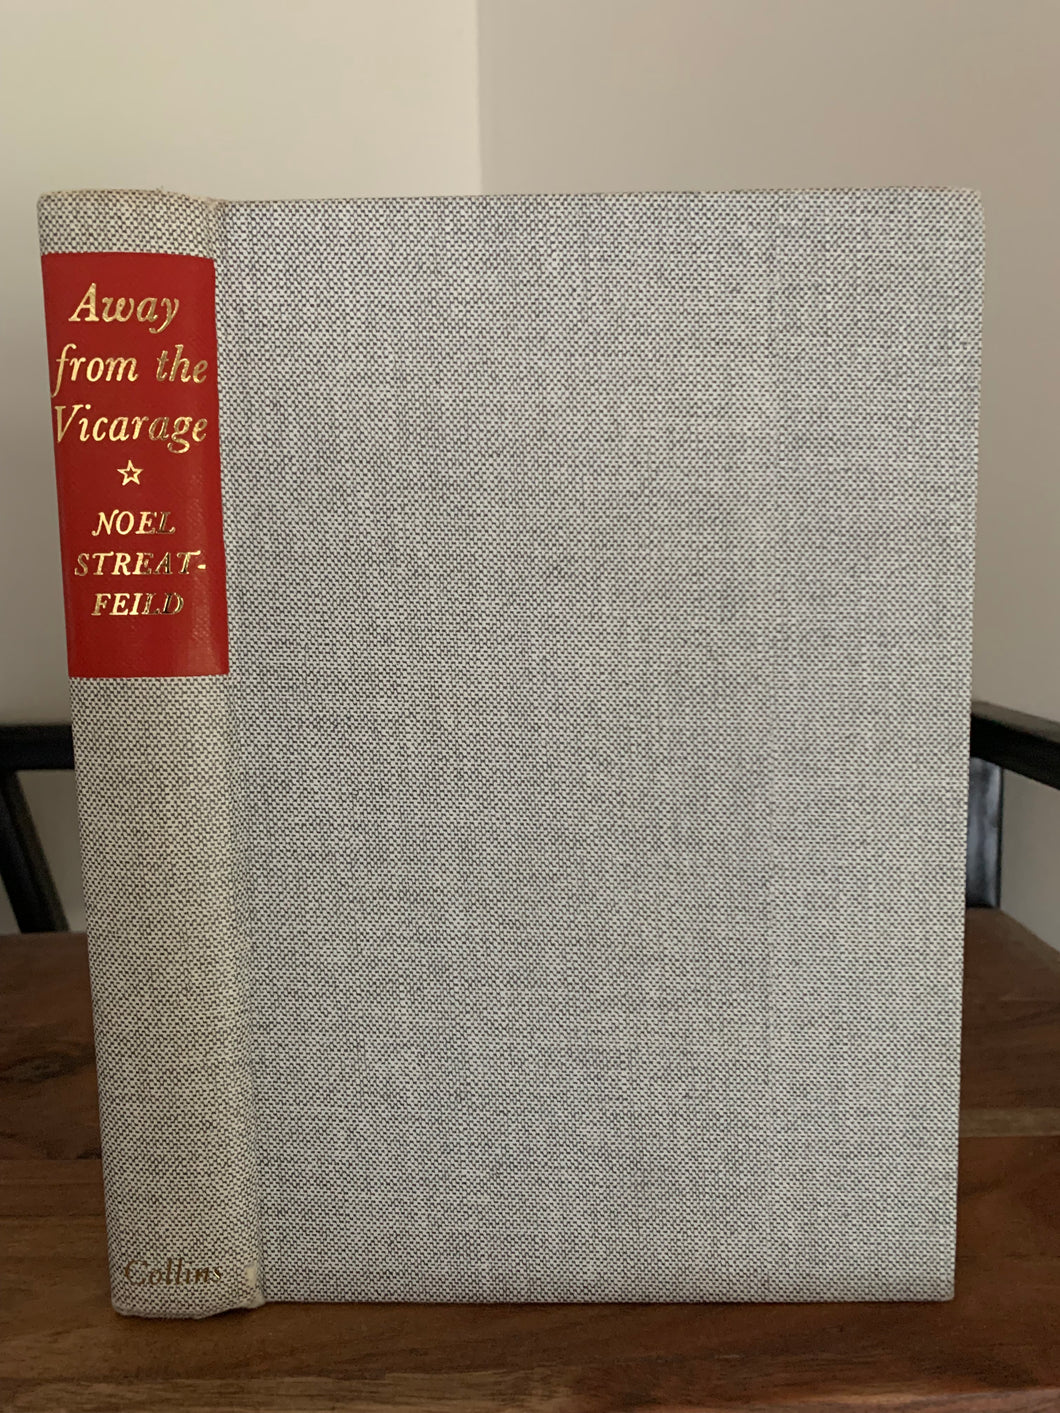 Away
from the
Vicarage
NOEL
STREAT-
FEILD
Collins